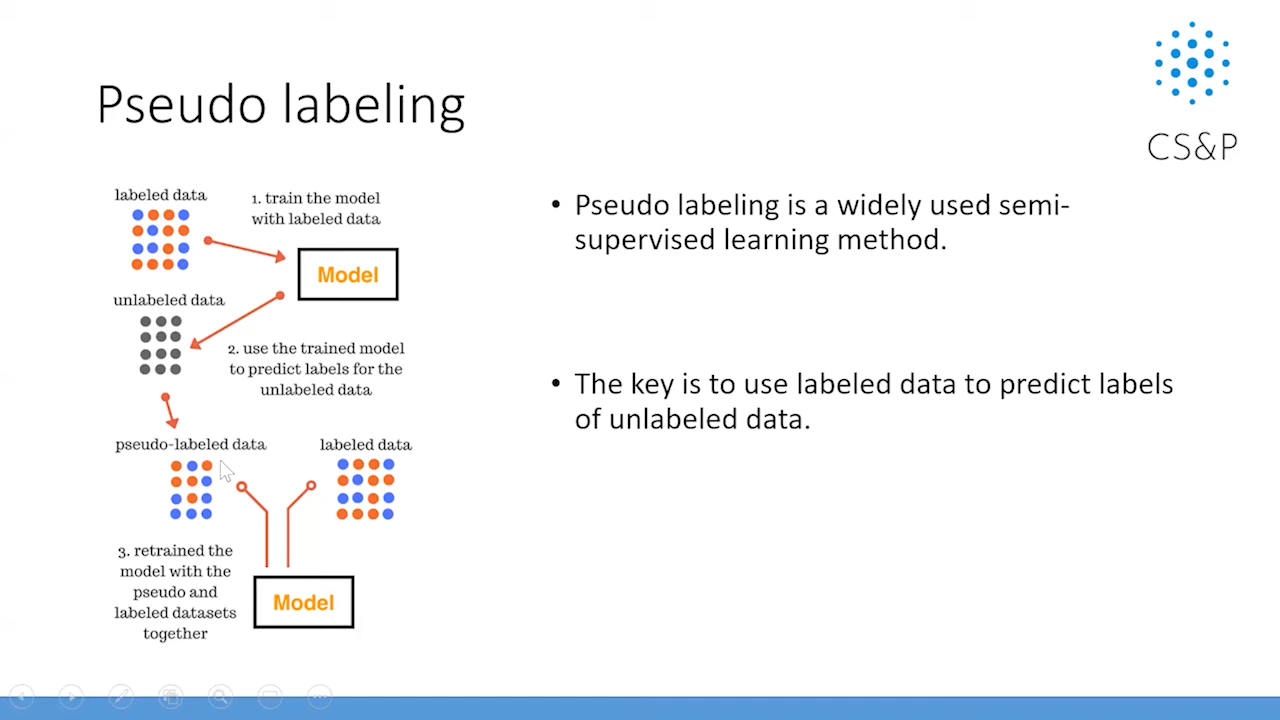 Pseudo labeling
CS&P
labeled data
1. train the model
with labeled data
Model
unlabeled data
2. use the trained model
to predict labels for the
unlabeled data
pseudo-labeled data
labeled data
3. retrained the
model with the
pseudo and
labeled datasets
together
Model
• Pseudo labeling is a widely used semi-
supervised learning method.
• The key is to use labeled data to predict labels
of unlabeled data.